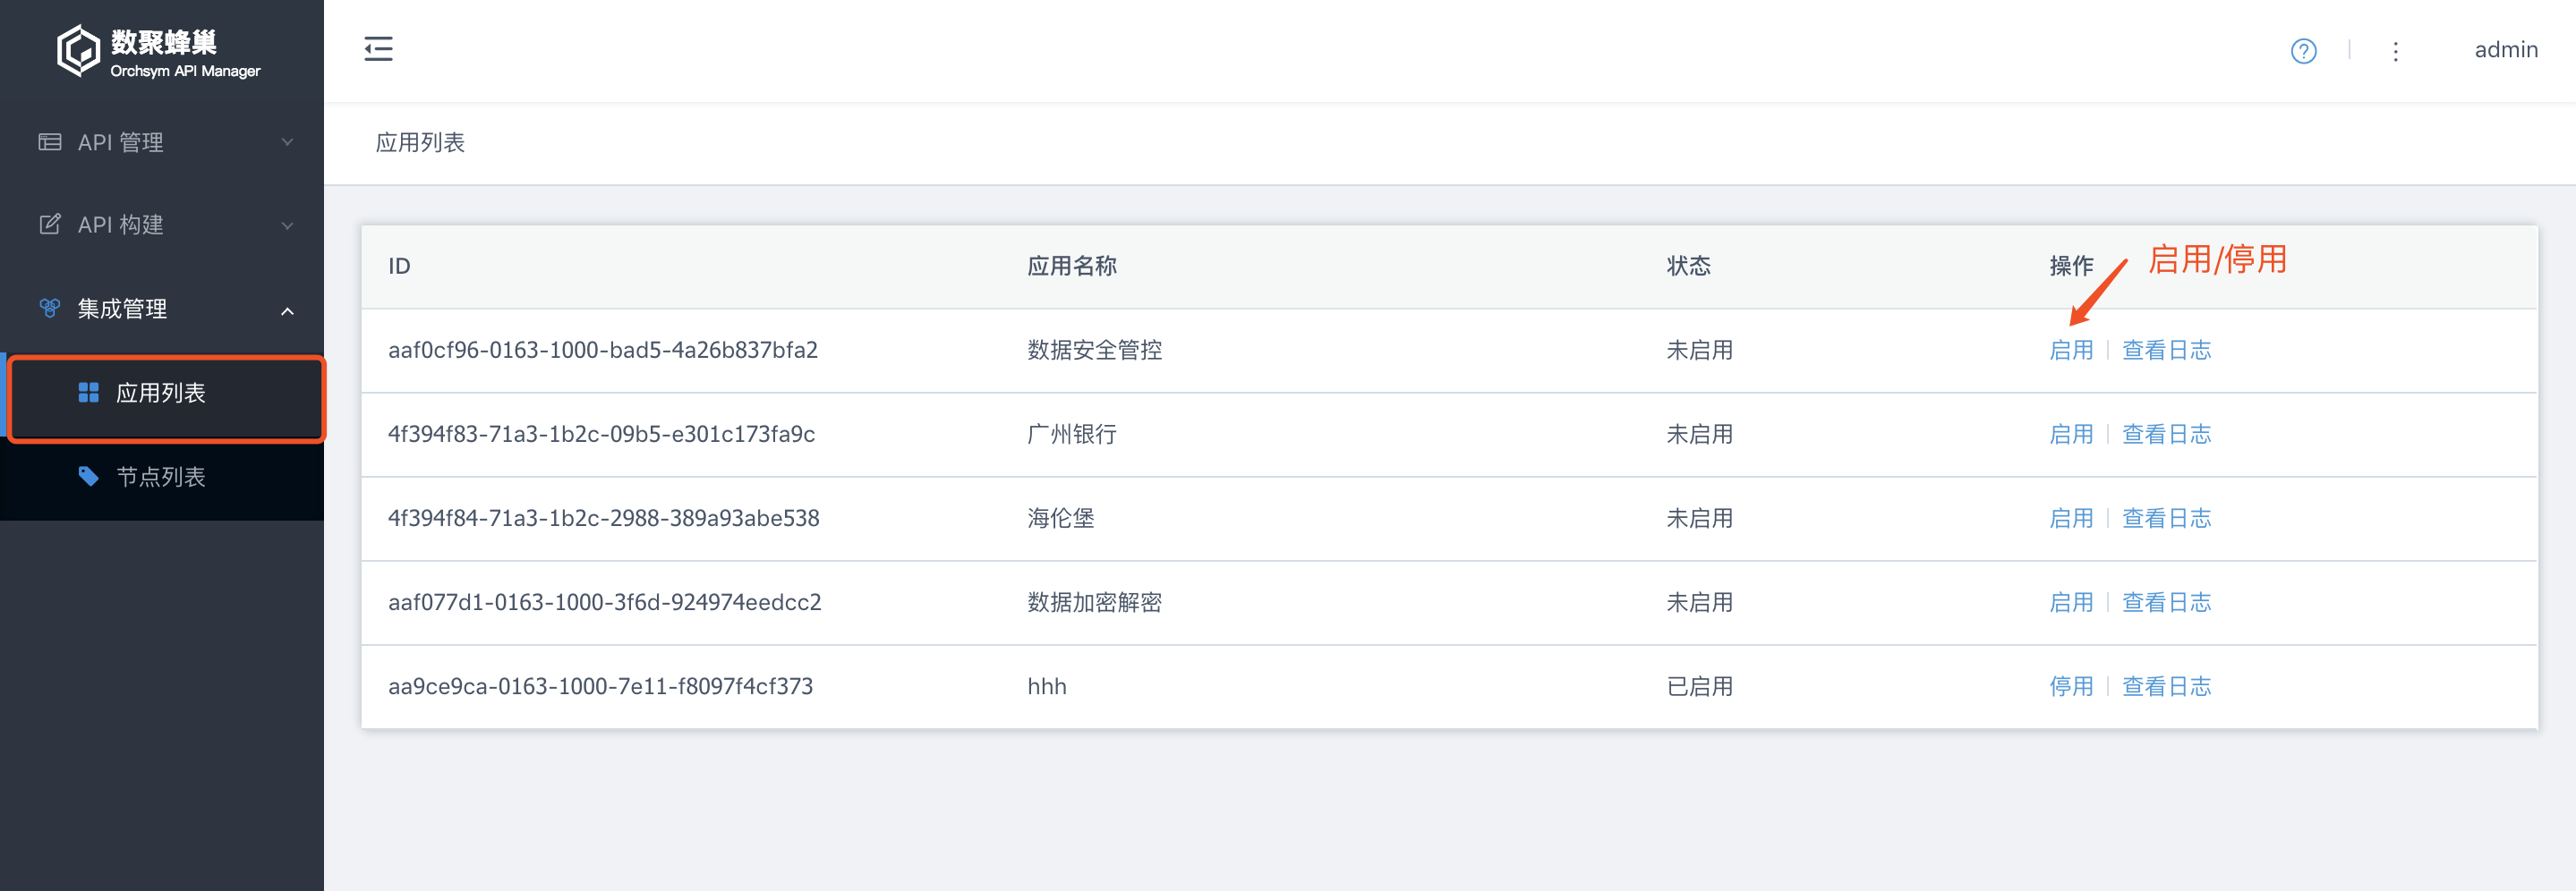 数聚蜂巢
Orchsym API Manager
admin
API 管理
应用列表
API 构建
集成管理
应用列表
节点列表
ID 应用名称 状态 操作 启用/停用
aaf0cf96-0163-1000-bad5-4a26b837bfa2 数据安全管控 未启用 启用 查看日志
4f394f83-71a3-1b2c-09b5-e301c173fa9c 广州银行 未启用 启用 查看日志
4f394f84-71a3-1b2c-2988-389a93abe538 海伦堡 未启用 启用 查看日志
aaf077d1-0163-1000-3f6d-924974eedcc2 数据加密解密 未启用 启用 查看日志
aa9ce9ca-0163-1000-7e11-f8097f4cf373 hhh 已启用 停用 查看日志